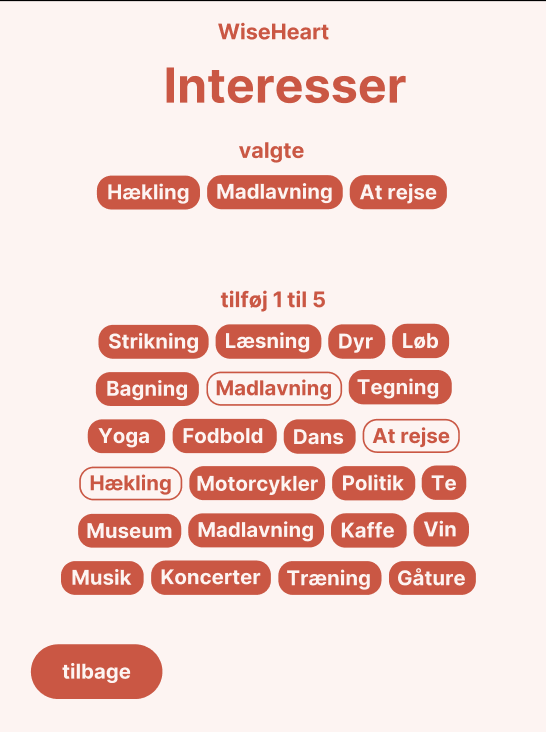 WiseHeart
Interesser
valgte
Hækling Madlavning At rejse
tilføj 1 til 5
Strikning Læsning Dyr Løb
Bagning Madlavning Tegning
Yoga Fodbold Dans At rejse
Hækling Motorcykler Politik Te
Museum Madlavning Kaffe Vin
Musik Koncerter Træning Gåture
tilbage